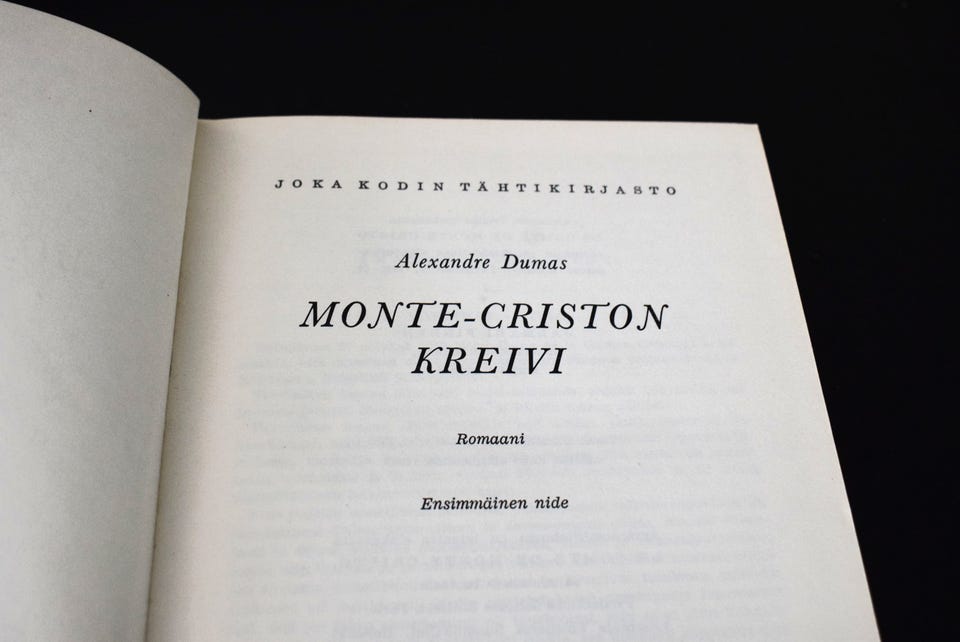 JOKA KODIN TÄHTIKIRJASTO
Alexandre Dumas
MONTE-CRISTON
KREIVI
Romaani
Ensimmäinen nide